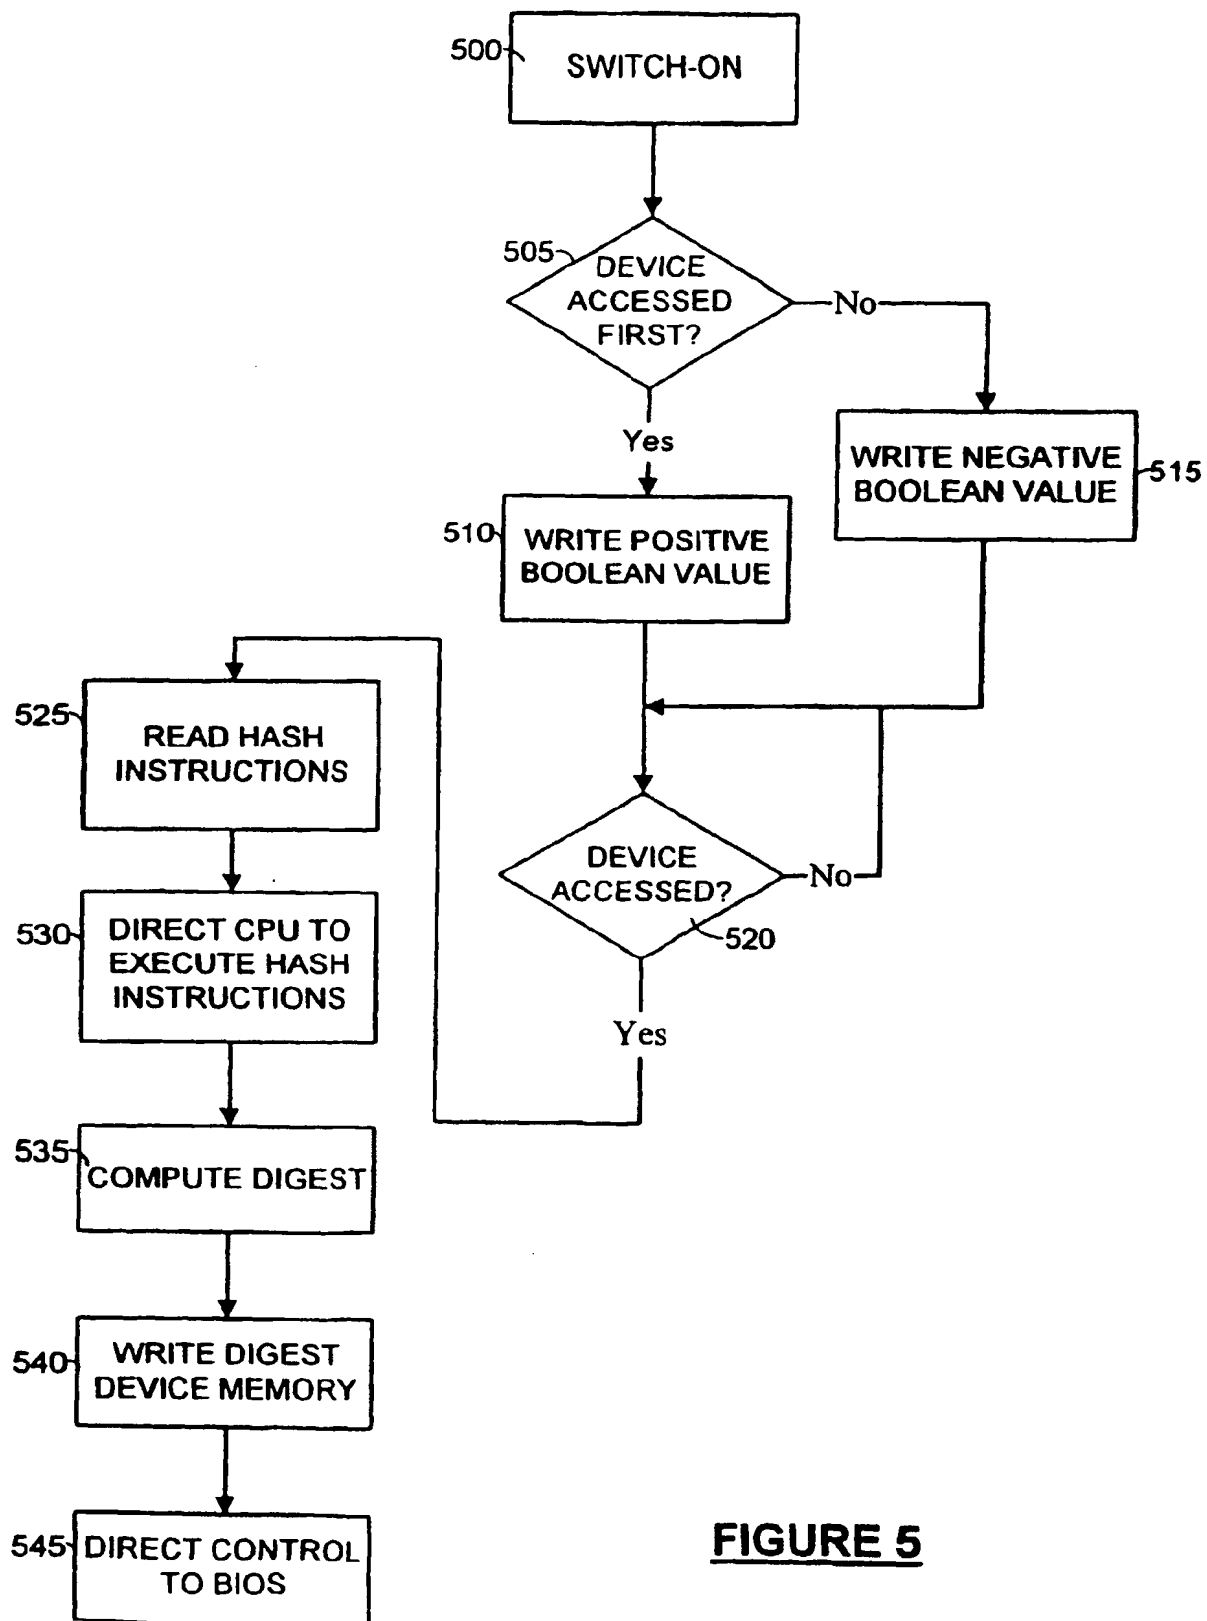 500
SWITCH-ON
505
DEVICE
ACCESSED
FIRST?
No
Yes
WRITE NEGATIVE
BOOLEAN VALUE
515
510
WRITE POSITIVE
BOOLEAN VALUE
525
READ HASH
INSTRUCTIONS
DEVICE
ACCESSED?
No
520
Yes
530
DIRECT CPU TO
EXECUTE HASH
INSTRUCTIONS
535
COMPUTE DIGEST
540
WRITE DIGEST
DEVICE MEMORY
545
DIRECT CONTROL
TO BIOS
FIGURE 5